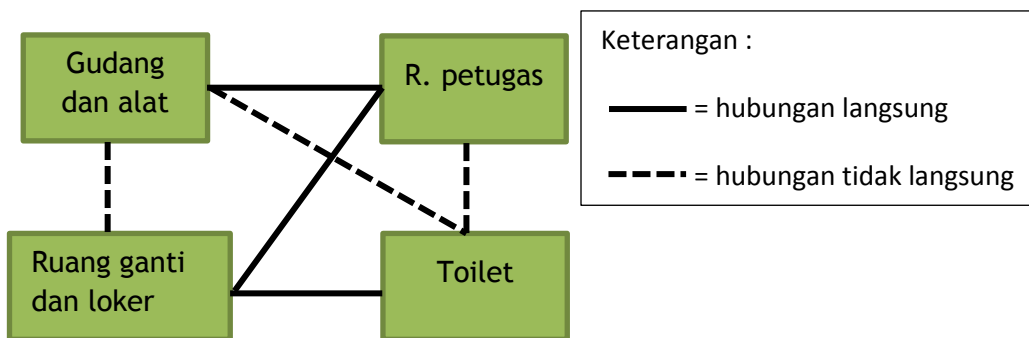 Gudang
dan alat
R. petugas
Ruang ganti
dan loker
Toilet
Keterangan :
= hubungan langsung
= hubungan tidak langsung